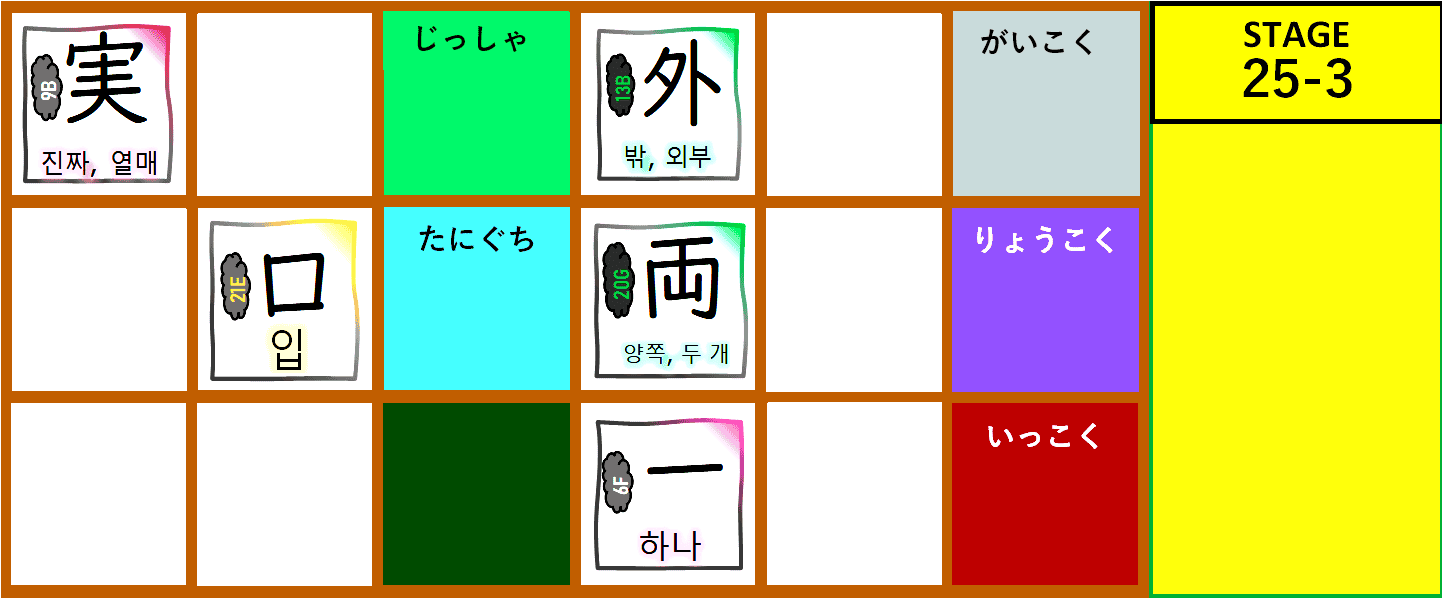 実
9B
진짜, 열매
じっしゃ
外
13B
밖, 외부
がいこく
STAGE
25-3
口
21E
입
たにぐち
両
20G
양쪽, 두 개
りょうこく
一
6F
하나
いっこく